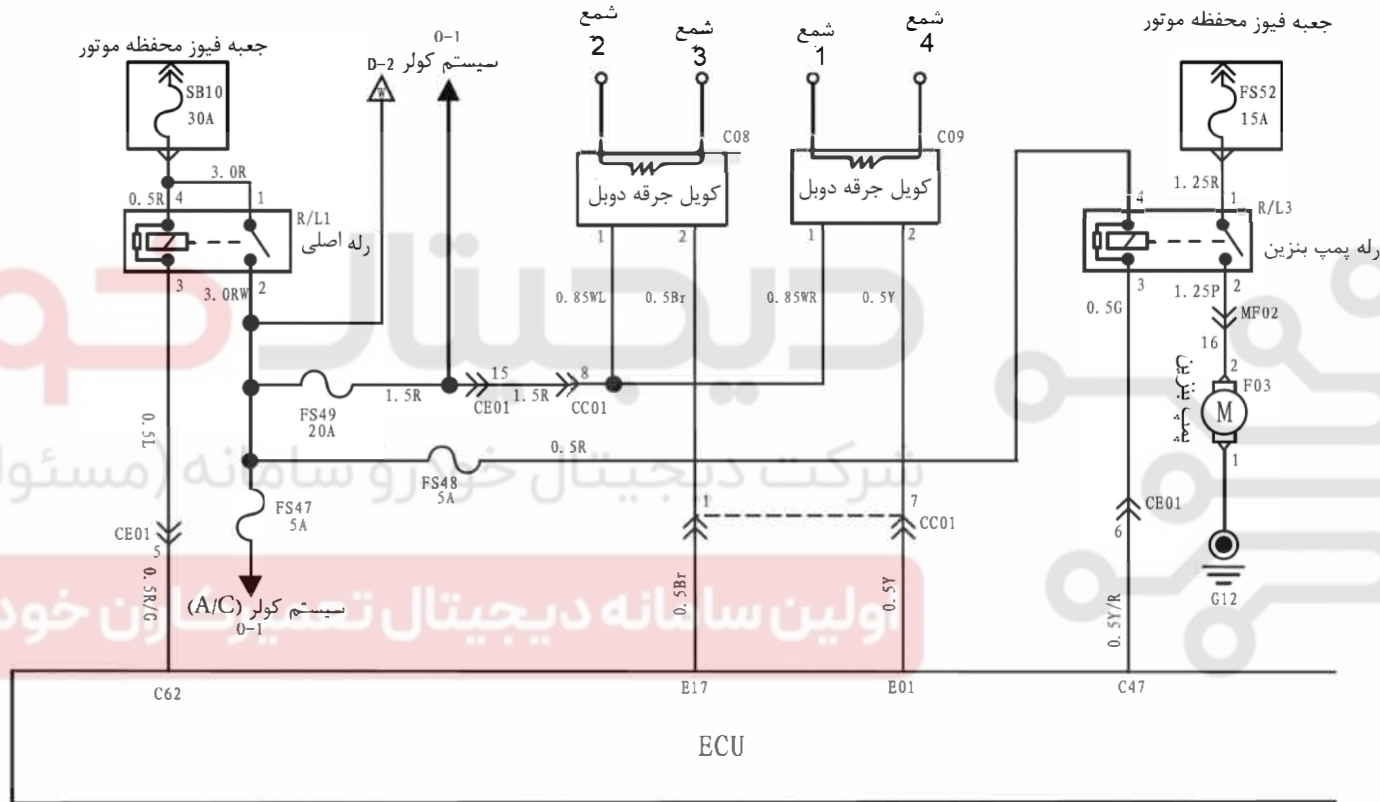 شمع
2
شمع
3
شمع
1
شمع
4
جعبه فیوز محفظه موتور
جعبه فیوز محفظه موتور
0-1
سیستم کولر
D-2
W
SB10
30A
FS52
15A
C08
C09
3.0R
0.5R
4
1
کویل جرقه دوبل
کویل جرقه دوبل
1.25R
4
1
R/L1
رله اصلی
R/L3
رله پمپ بنزین
1
2
1
2
3
3.0RW
2
0.85WL
0.5Br
0.85WR
0.5Y
3
0.5G
1.25P
2
MF02
16
دیجیتال خو
FS49
20A
1.5R
15
CE01
1.5R
8
CC01
2
F03
M
پمپ بنزین
1
0.5L
0.5R
FS48
5A
شرکت دیجیتال خودرو سامانه (مسئول
FS47
5A
1
7
CC01
CE01
6
CE01
5
0.5R/G
سیستم کولر (A/C)
0-1
0.5Br
0.5Y
0.5Y/R
G12
اولین سامانه دیجیتال تعمیرکاران خود
C62
E17
E01
C47
ECU